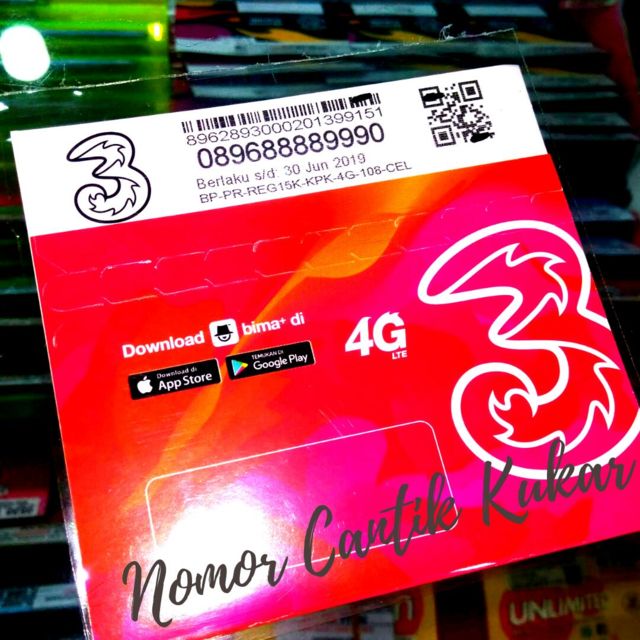 8962893000201399151
089688889990
Berlaku s/d: 30 Jun 2019
BP-PR-REG15K-KPK-4G-108-CEL
3
Download bima+ di
Download di
App Store
TEMUKAN DI
Google Play
4G
LTE
3
Nomor Cantik Kukar
UNLIMITED